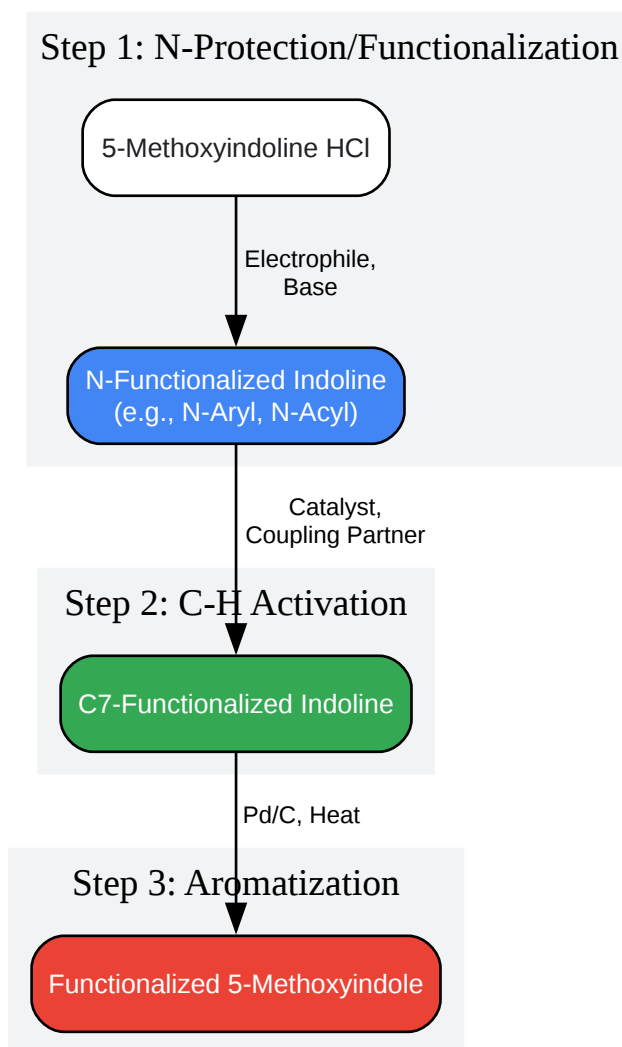 Step 1: N-Protection/Functionalization
5-Methoxyindoline HCl
Electrophile,
Base
N-Functionalized Indoline
(e.g., N-Aryl, N-Acyl)
Catalyst,
Coupling Partner
Step 2: C-H Activation
C7-Functionalized Indoline
Pd/C, Heat
Step 3: Aromatization
Functionalized 5-Methoxyindole